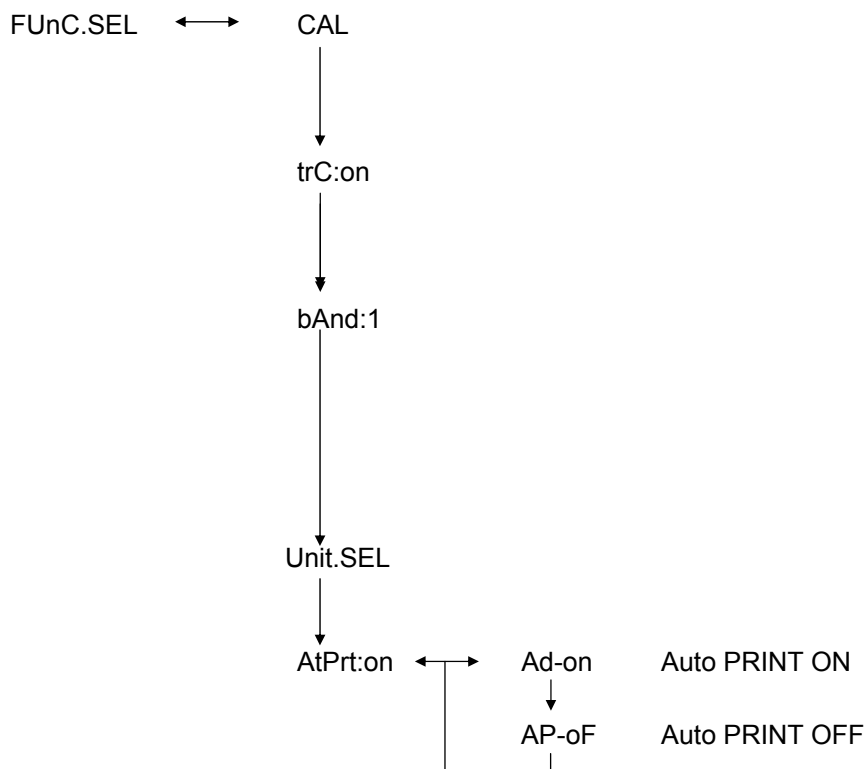 FUnC.SEL CAL
trC:on
bAnd:1
Unit.SEL
AtPrt:on Ad-on Auto PRINT ON
AP-oF Auto PRINT OFF